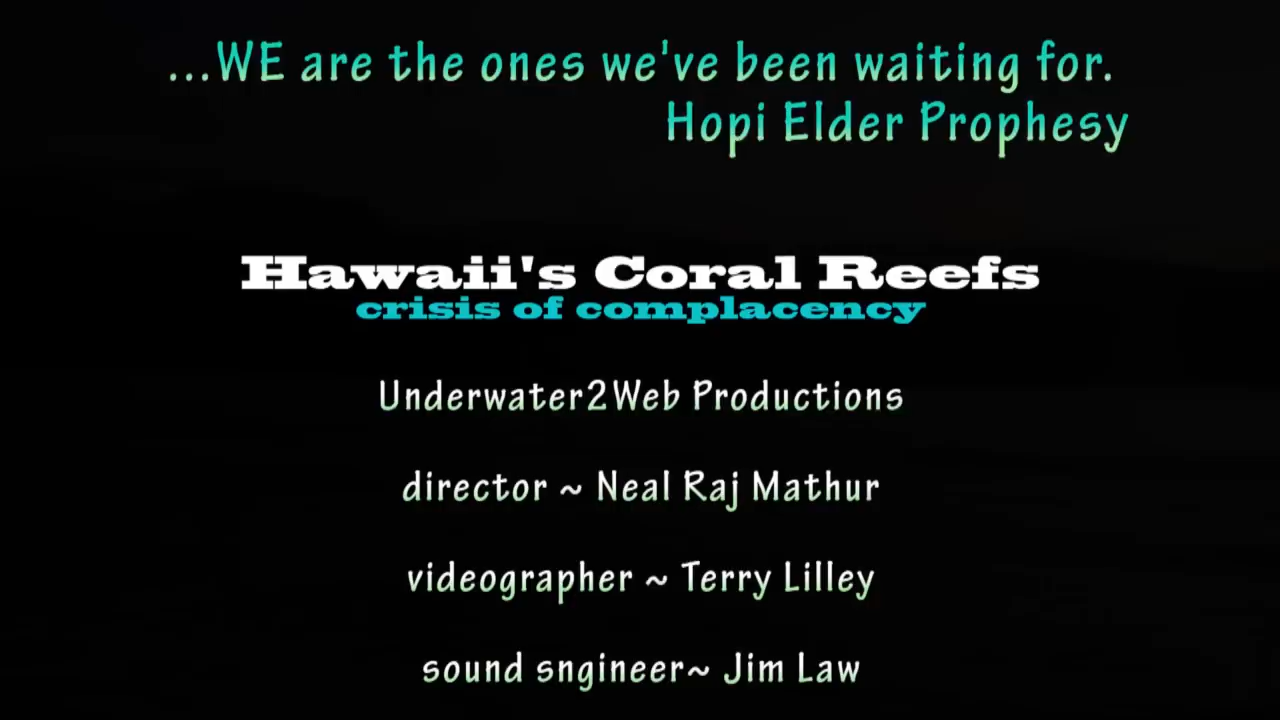 ...WE are the ones we've been waiting for.
Hopi Elder Prophesy
Hawaii's Coral Reefs
crisis of complacency
Underwater2Web Productions
director ~ Neal Raj Mathur
videographer ~ Terry Lilley
sound sngineer~ Jim Law